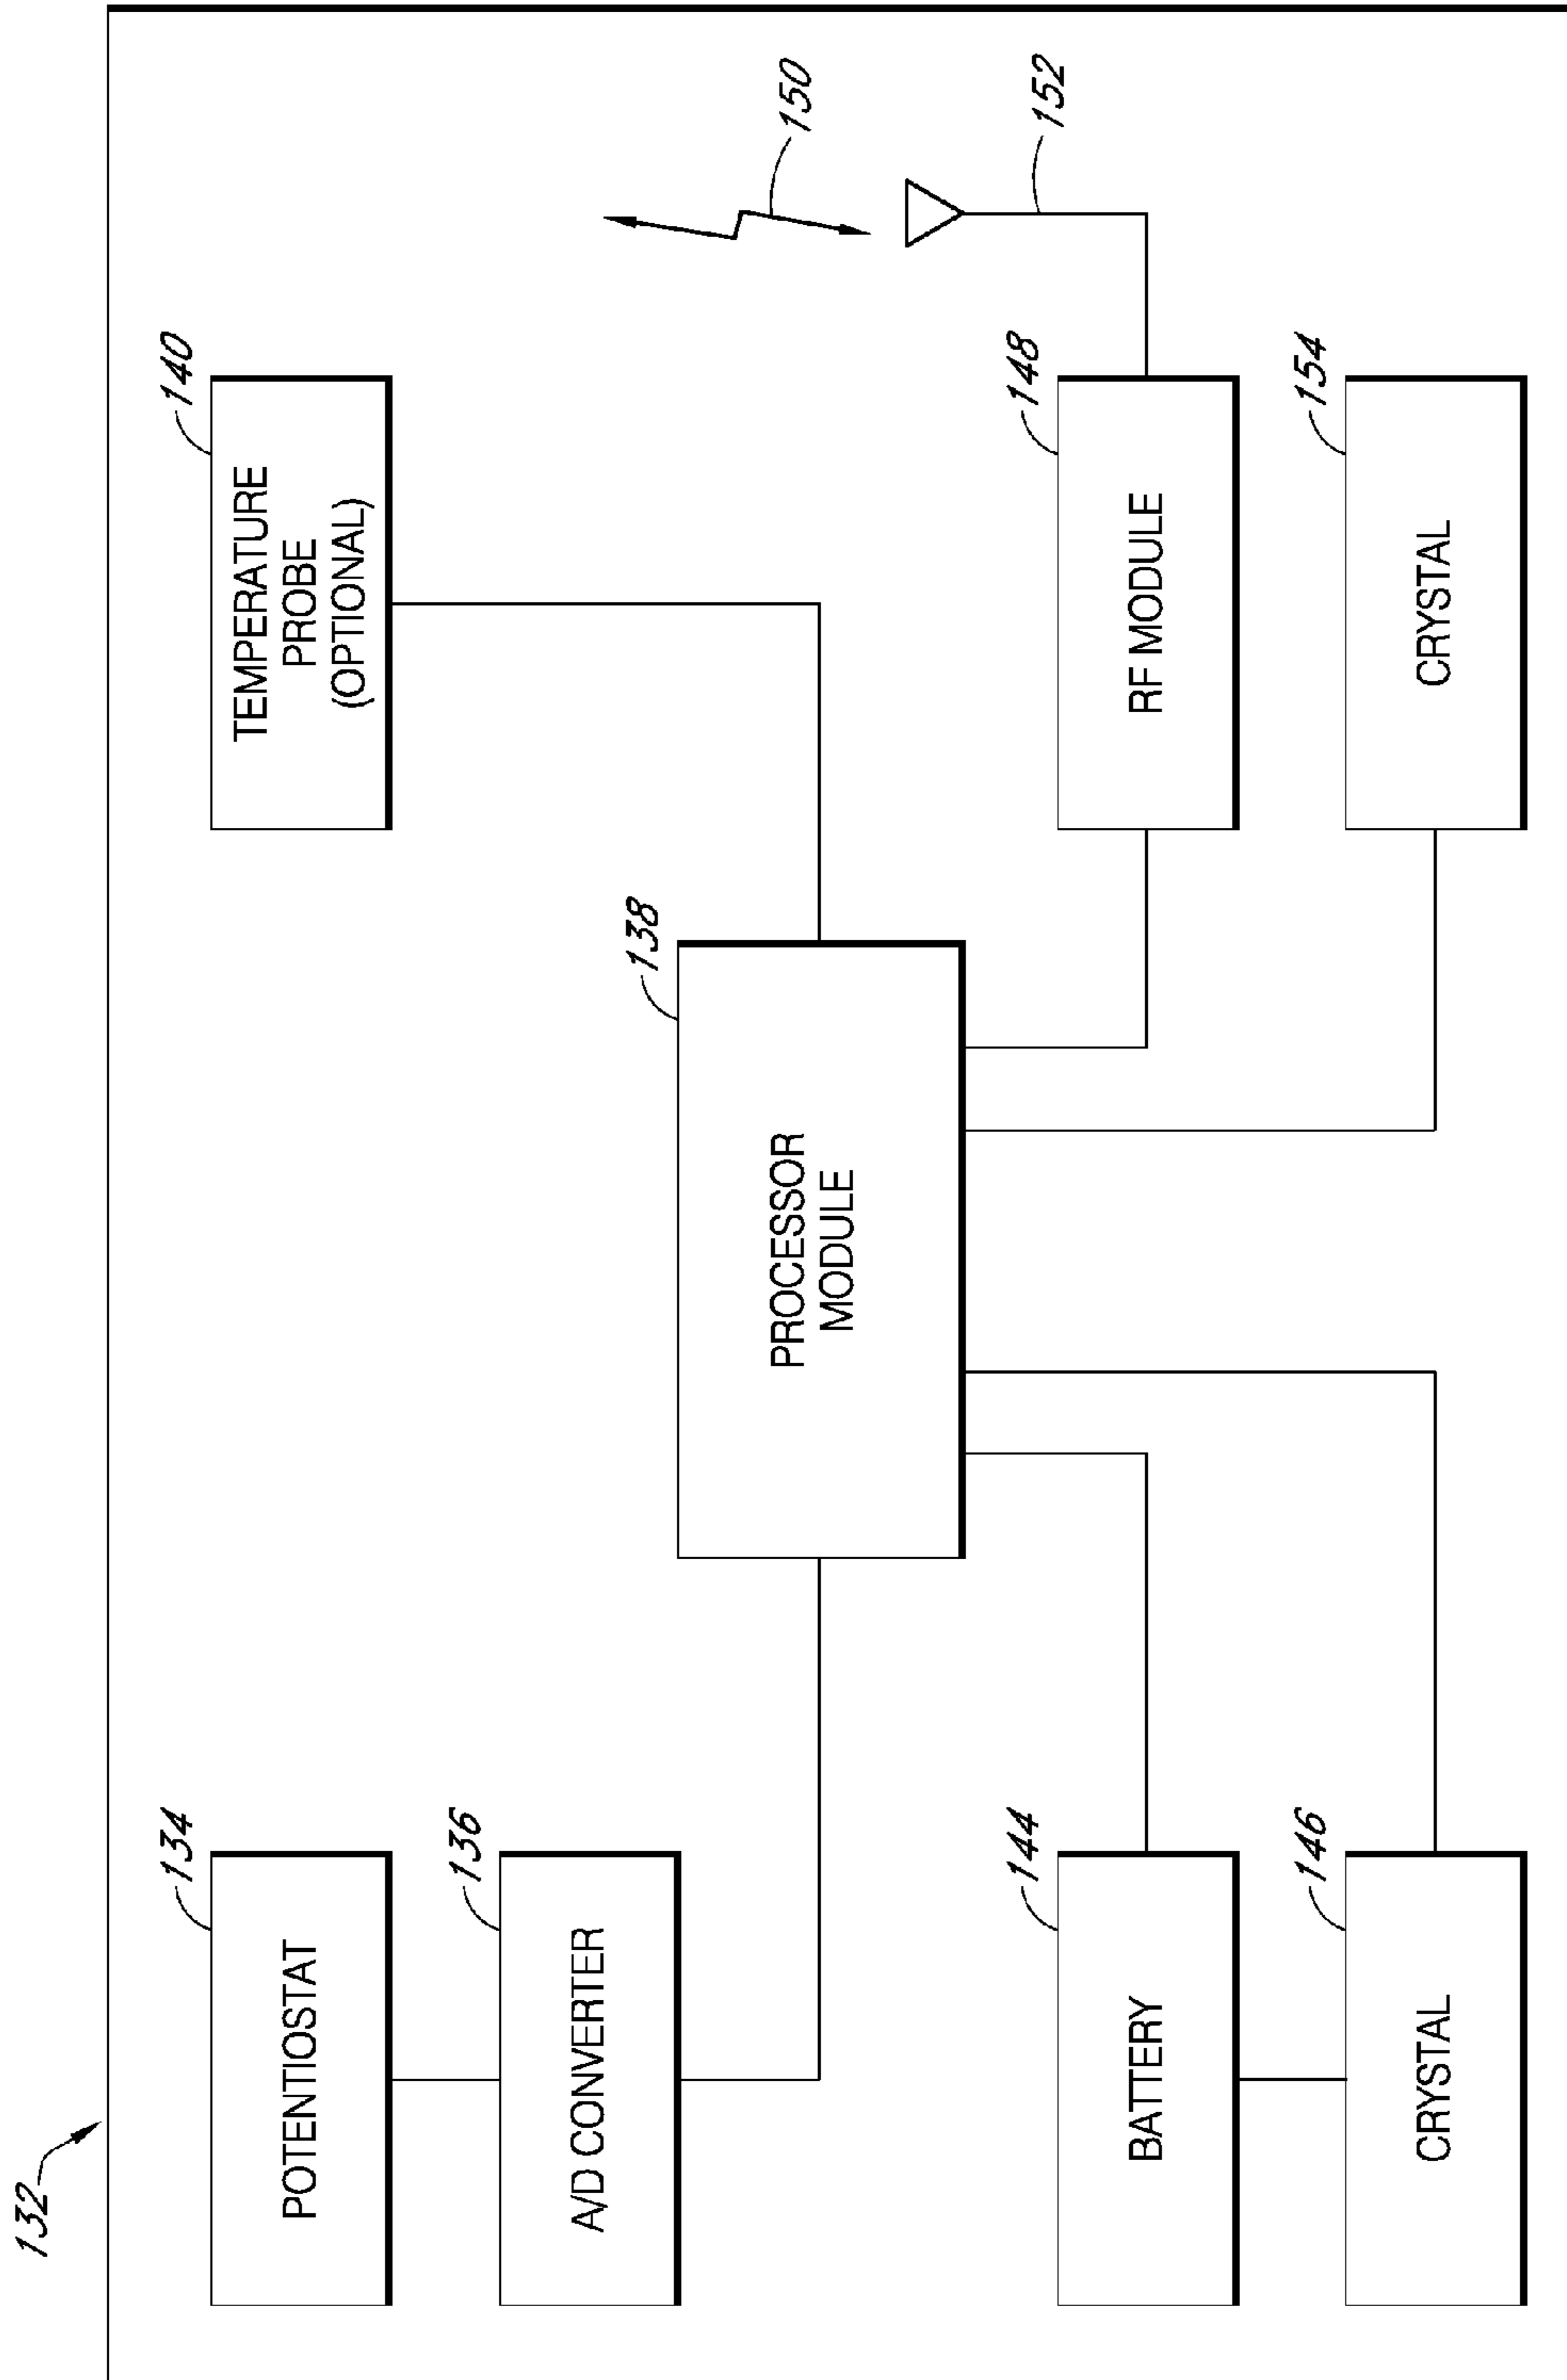 132
134
POTENTIOSTAT
136
A/D CONVERTER
138
PROCESSOR
MODULE
140
TEMPERATURE
PROBE
(OPTIONAL)
144
BATTERY
146
CRYSTAL
148
RF MODULE
150
152
154
CRYSTAL